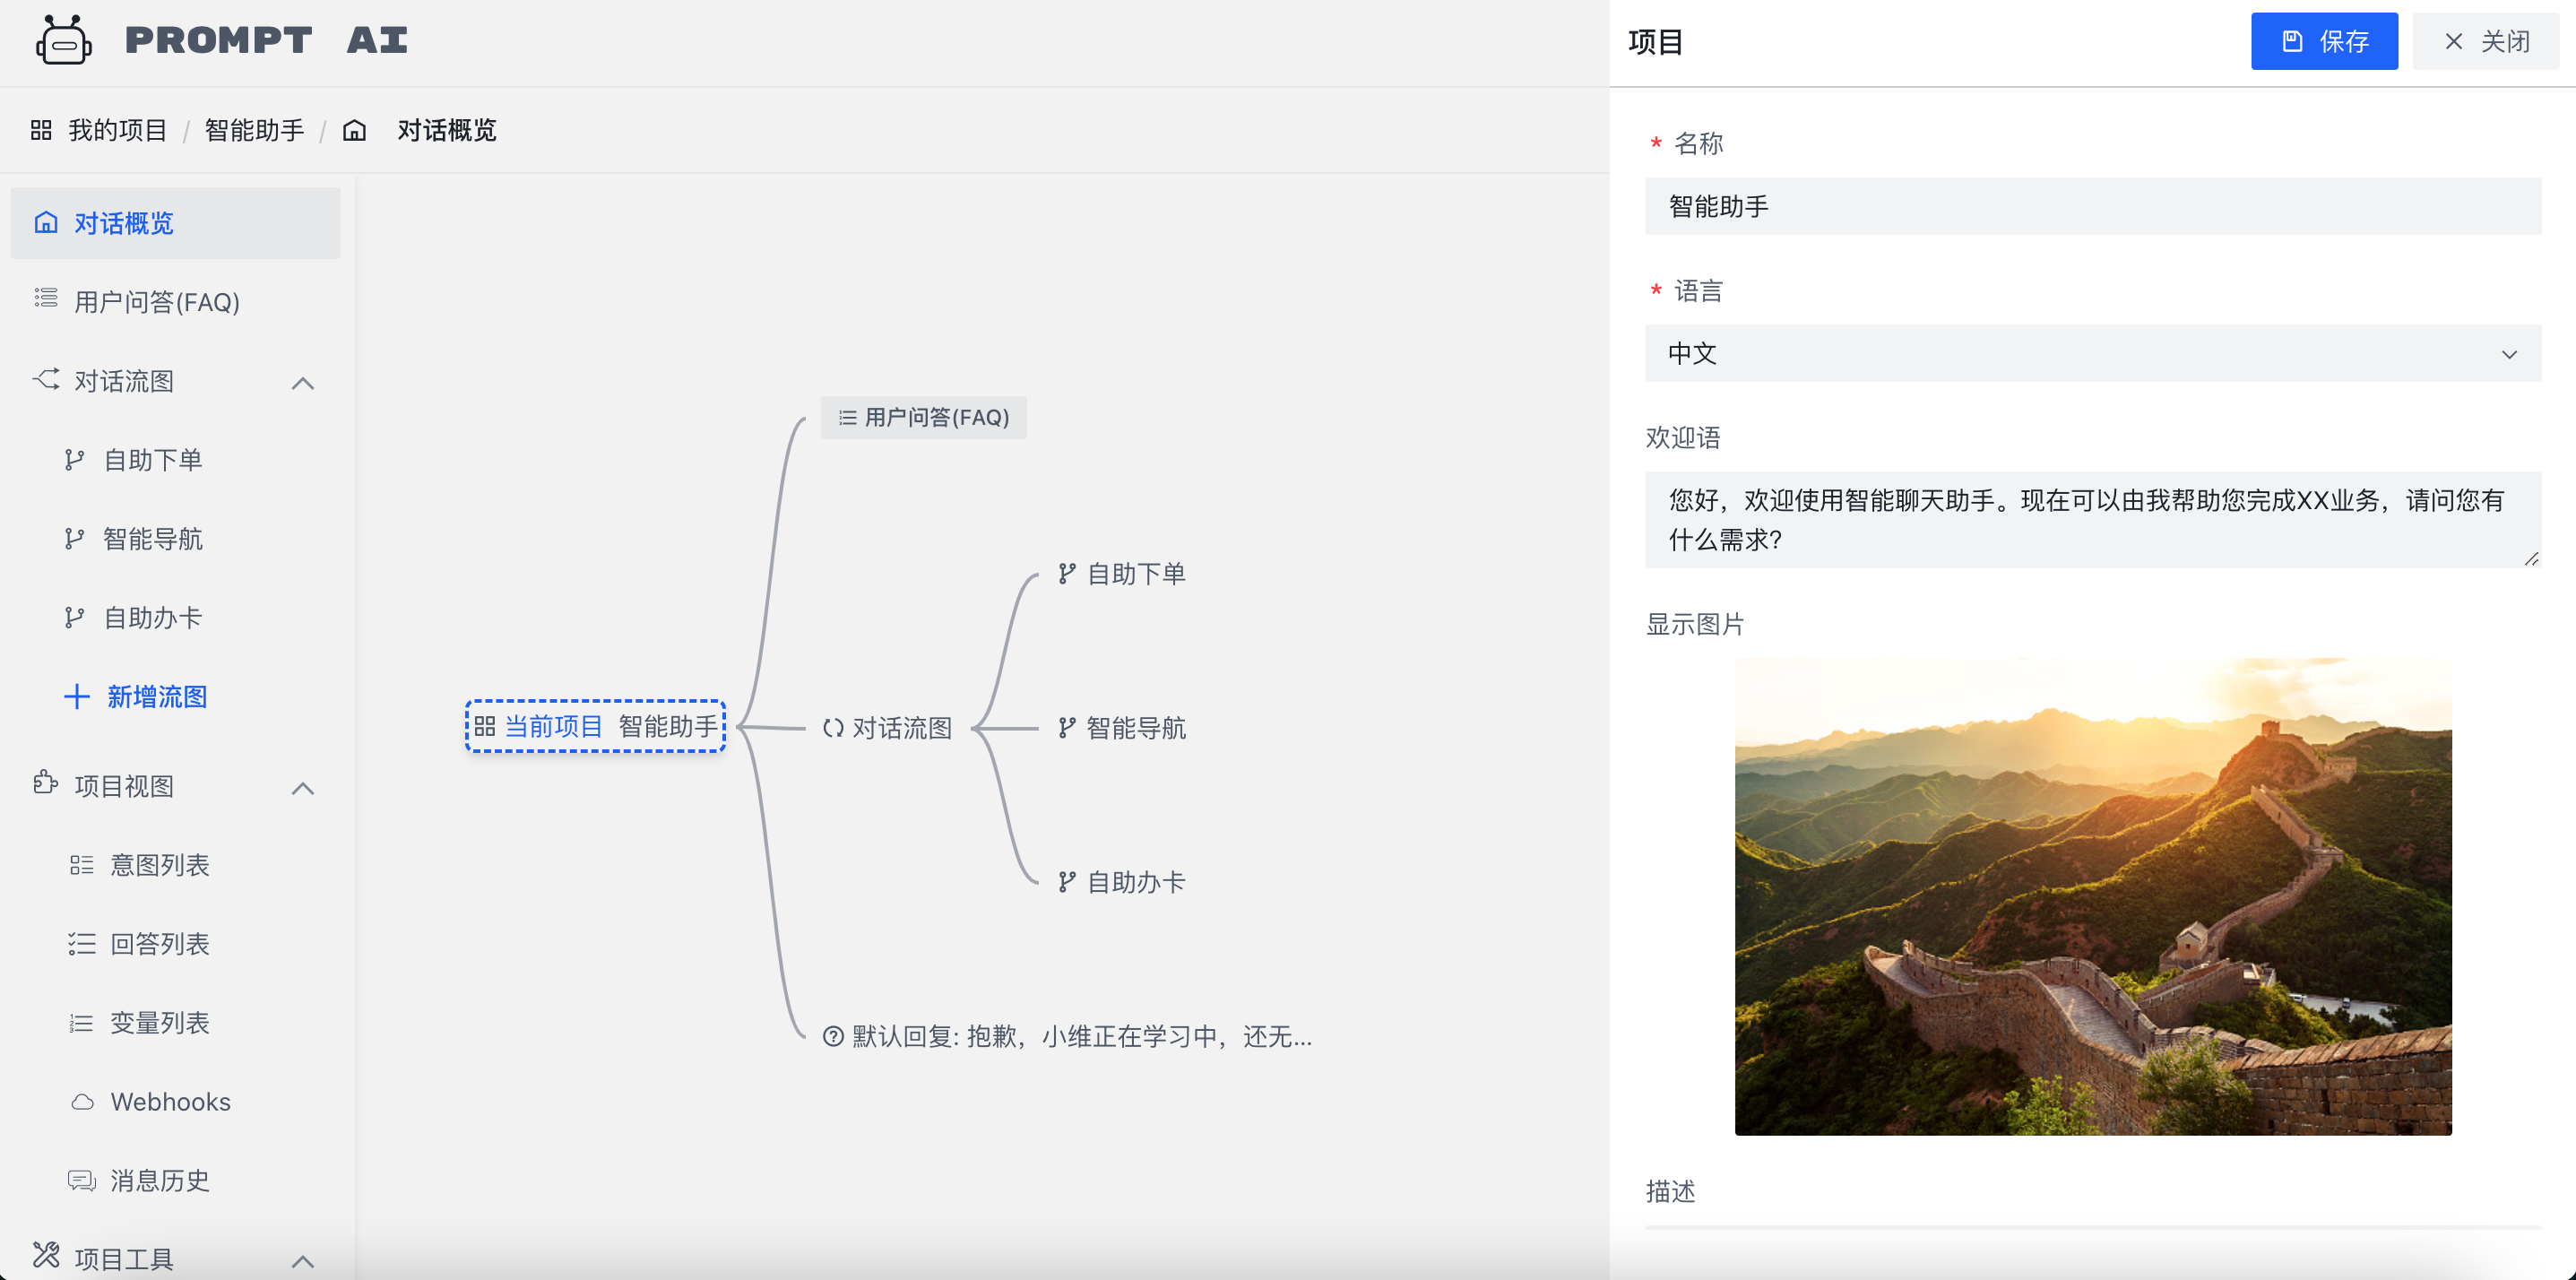 PROMPT AI
我的项目 / 智能助手 / 对话概览
对话概览
用户问答(FAQ)
对话流图
自助下单
智能导航
自助办卡
新增流图
项目视图
意图列表
回答列表
变量列表
Webhooks
消息历史
项目工具
用户问答(FAQ)
自助下单
当前项目 智能助手
对话流图
智能导航
自助办卡
默认回复: 抱歉，小维正在学习中，还无...
项目
保存
关闭
* 名称
智能助手
* 语言
中文
欢迎语
您好，欢迎使用智能聊天助手。现在可以由我帮助您完成XX业务，请问您有
什么需求?
显示图片
描述